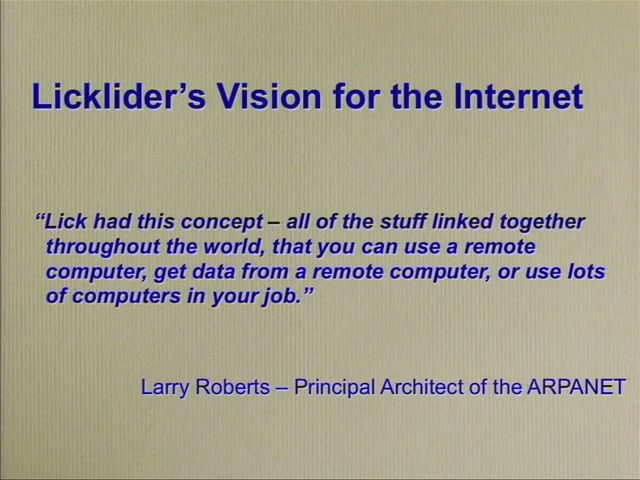 Licklider’s Vision for the Internet
“Lick had this concept – all of the stuff linked together
throughout the world, that you can use a remote
computer, get data from a remote computer, or use lots
of computers in your job.”
Larry Roberts – Principal Architect of the ARPANET